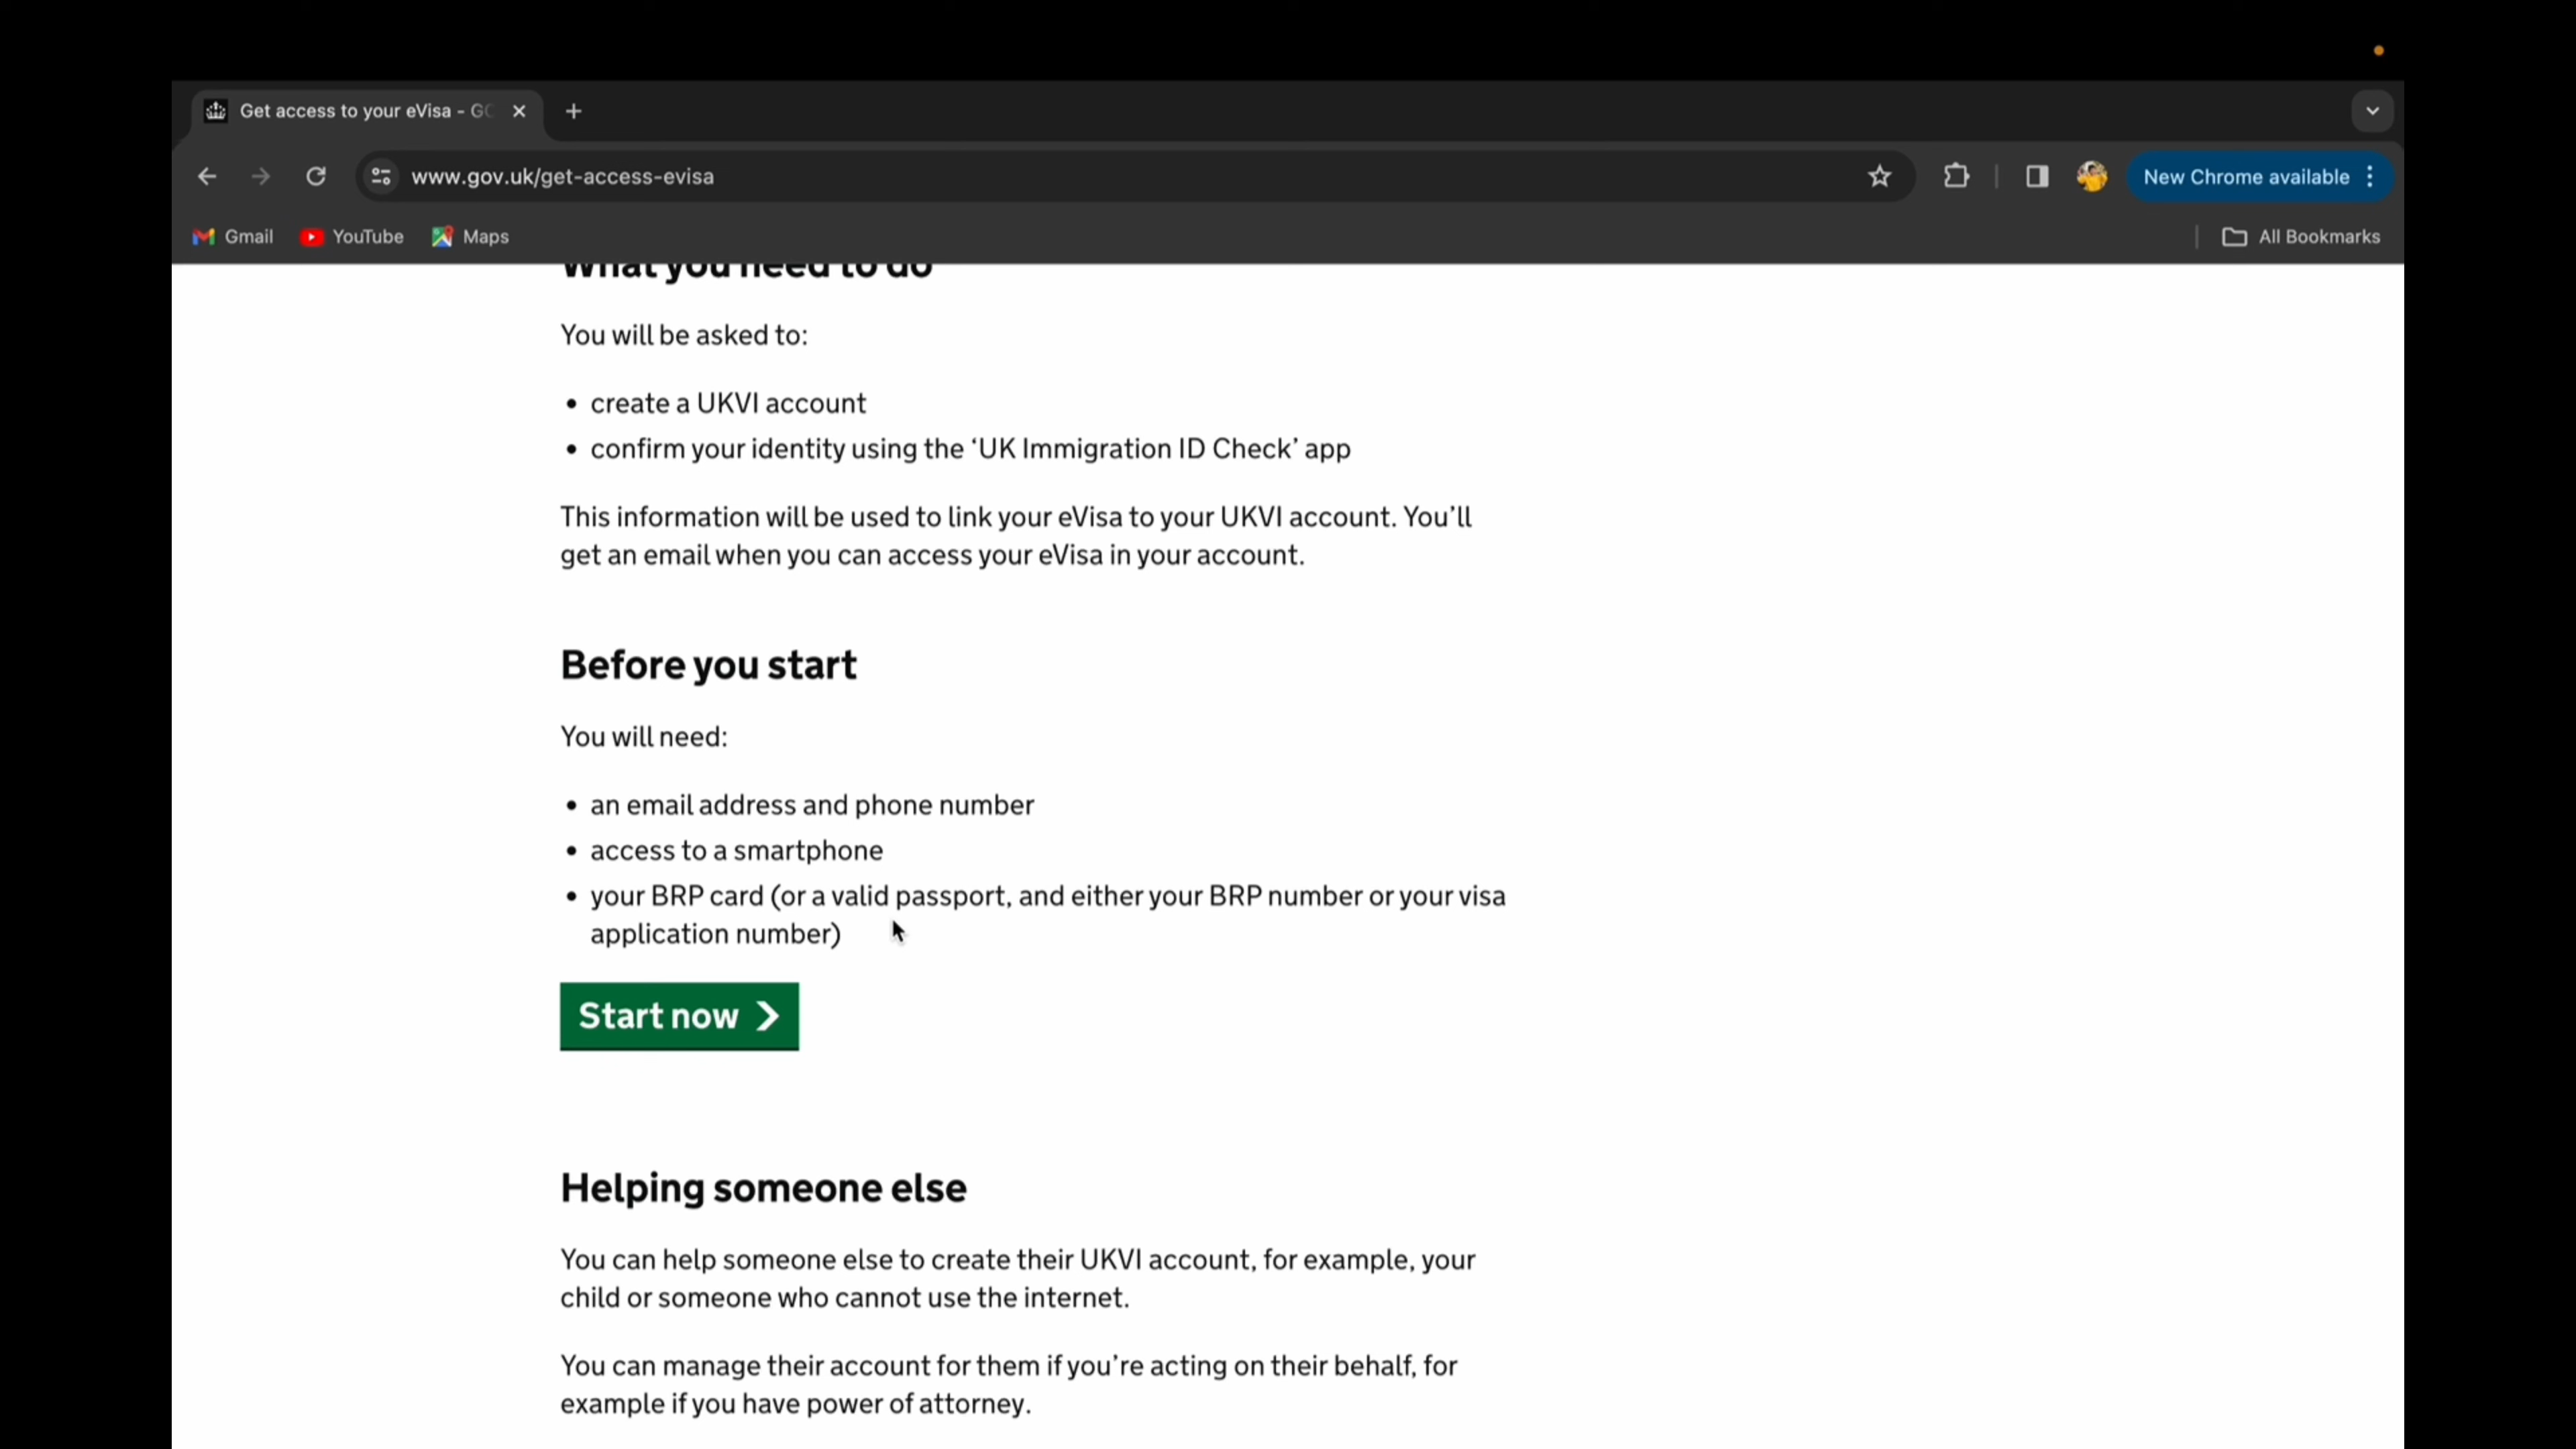 Get access to your eVisa - GO
www.gov.uk/get-access-evisa
New Chrome available
Gmail
YouTube
Maps
All Bookmarks
What you need to do
You will be asked to:
• create a UKVI account
• confirm your identity using the ‘UK Immigration ID Check’ app
This information will be used to link your eVisa to your UKVI account. You’ll
get an email when you can access your eVisa in your account.
Before you start
You will need:
• an email address and phone number
• access to a smartphone
• your BRP card (or a valid passport, and either your BRP number or your visa
application number)
Start now
Helping someone else
You can help someone else to create their UKVI account, for example, your
child or someone who cannot use the internet.
You can manage their account for them if you’re acting on their behalf, for
example if you have power of attorney.